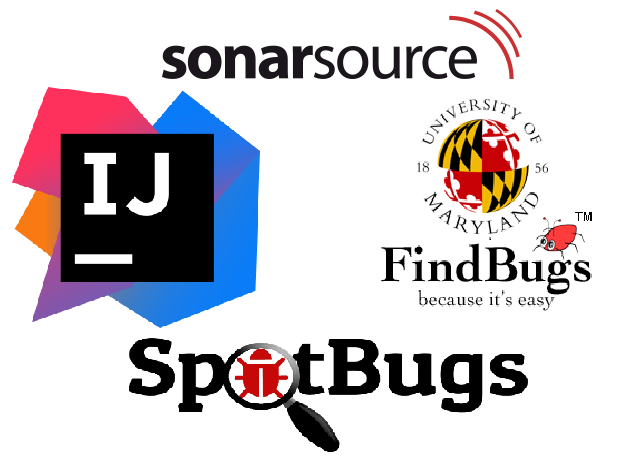 sonarsource
IJ
UNIVERSITY OF
18 56
MARYLAND
TM
FindBugs
because it's easy
SpotBugs